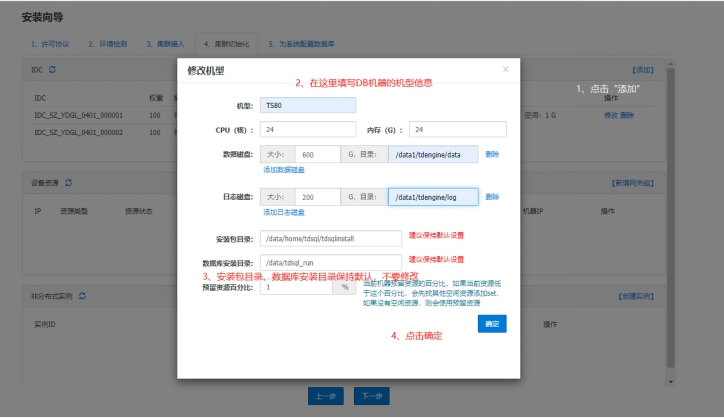 安装向导
1、许可协议 2、环境检测 3、集群接入 4、集群初始化 5、为系统配置数据库
IDC 【添加】
1、点击“添加”
IDC 权重 操作
IDC_SZ_YDGL_0401_000001 100 空间：1 G 修改 删除
IDC_SZ_YDGL_0401_000002 100
设备资源 【新增网关组】
IP 资源类型 资源状态 机器IP 操作
非分布式实例 【创建实例】
实例ID 操作
修改机型 ×
2、在这里填写DB机器的机型信息
机型： TS80
CPU（核）： 24 内存（G）： 24
数据磁盘： 大小： 600 G，目录： /data1/tdengine/data 删除
添加数据磁盘
日志磁盘： 大小： 200 G，目录： /data1/tdengine/log 删除
添加日志磁盘
安装包目录： /data/home/tdsql/tdsqlinstall 建议保持默认设置
数据库安装目录： /data/tdsql_run 建议保持默认设置
3、安装包目录、数据库安装目录保持默认，不要修改
预留资源百分比： 1 % 当前机器预留资源的百分比，如果当前资源低
于这个百分比，会先找其他空闲资源添加set，
如果没有空闲资源，则会使用预留资源
确定
4、点击确定
上一步 下一步